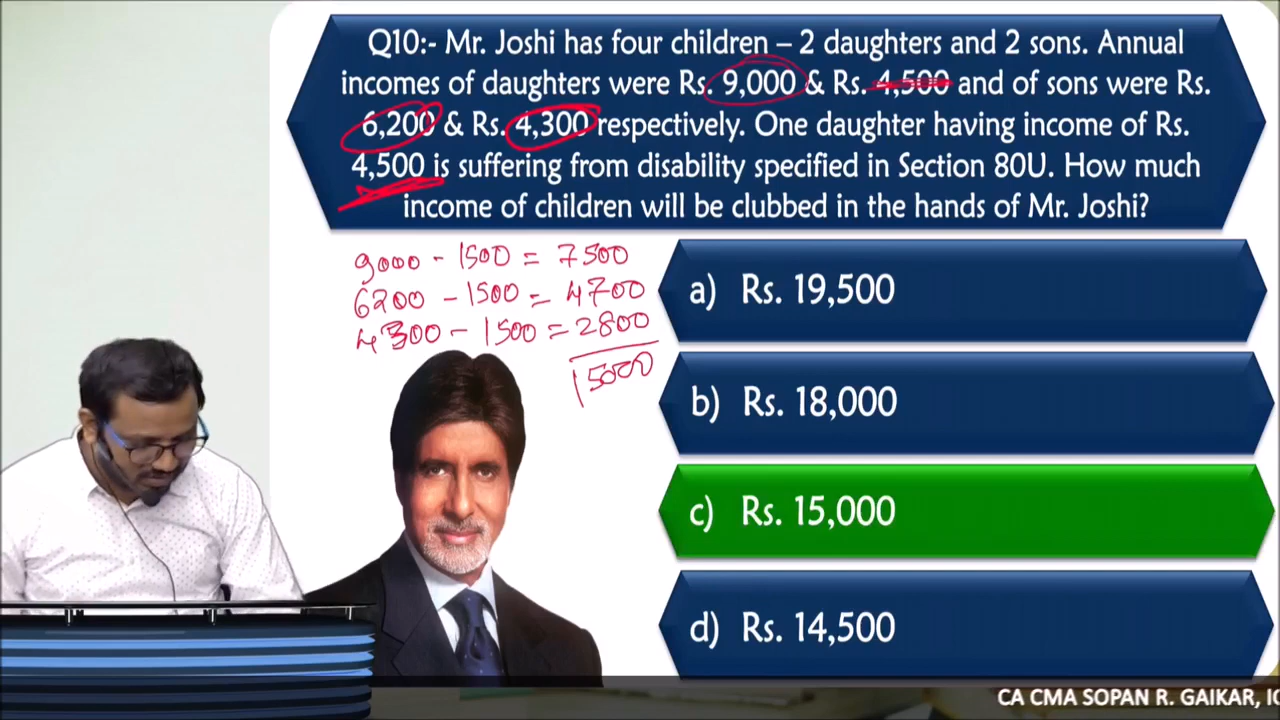 Q10:- Mr. Joshi has four children – 2 daughters and 2 sons. Annual
incomes of daughters were Rs. 9,000 & Rs. 4,500 and of sons were Rs.
6,200 & Rs. 4,300 respectively. One daughter having income of Rs.
4,500 is suffering from disability specified in Section 80U. How much
income of children will be clubbed in the hands of Mr. Joshi?
9000 - 1500 = 7500
6200 - 1500 = 4700
4300 - 1500 = 2800
15000
a) Rs. 19,500
b) Rs. 18,000
c) Rs. 15,000
d) Rs. 14,500
CA CMA SOPAN R. GAIKAR,